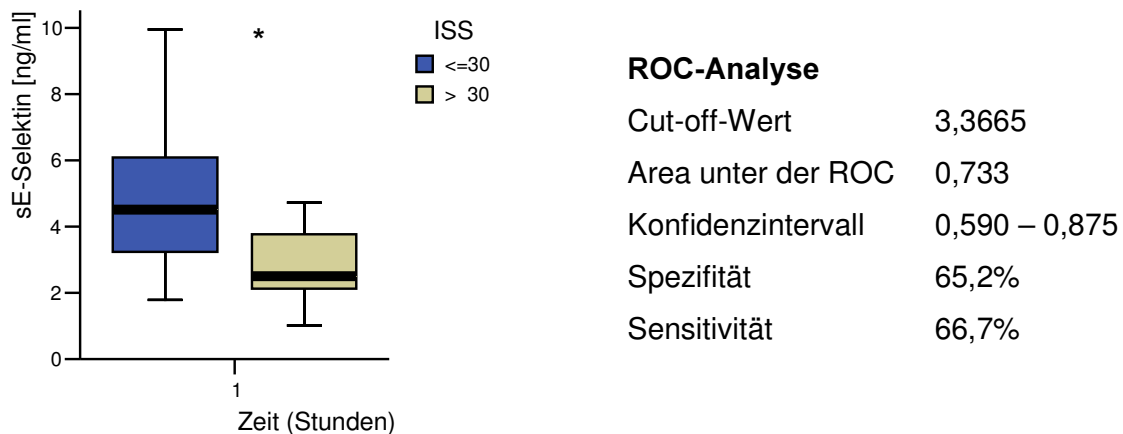 sE-Selektin [ng/ml]
10
8
6
4
2
0
*
1
Zeit (Stunden)
ISS
<=30
> 30
ROC-Analyse
Cut-off-Wert 3,3665
Area unter der ROC 0,733
Konfidenzintervall 0,590 – 0,875
Spezifität 65,2%
Sensitivität 66,7%